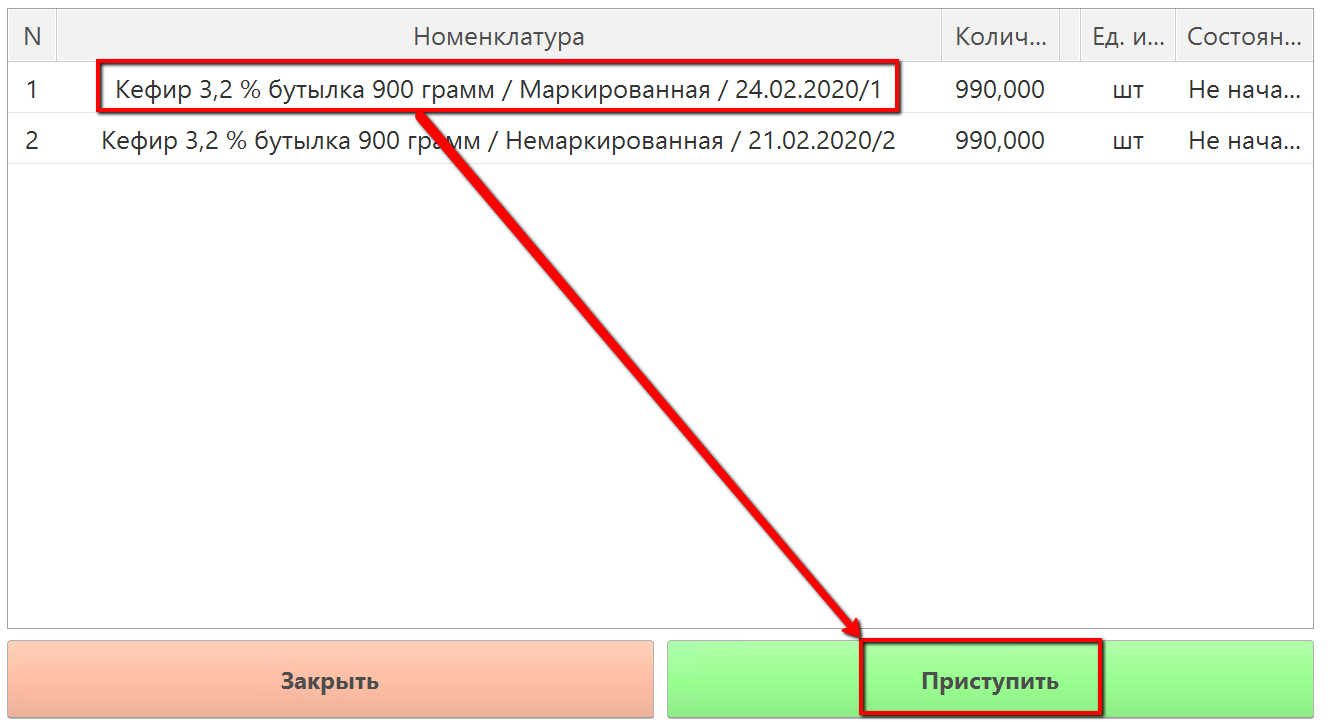 N Номенклатура Колич... Ед. и... Состоян...
1 Кефир 3,2 % бутылка 900 грамм / Маркированная / 24.02.2020/1 990,000 шт Не нача...
2 Кефир 3,2 % бутылка 900 грамм / Немаркированная / 21.02.2020/2 990,000 шт Не нача...
Закрыть Приступить